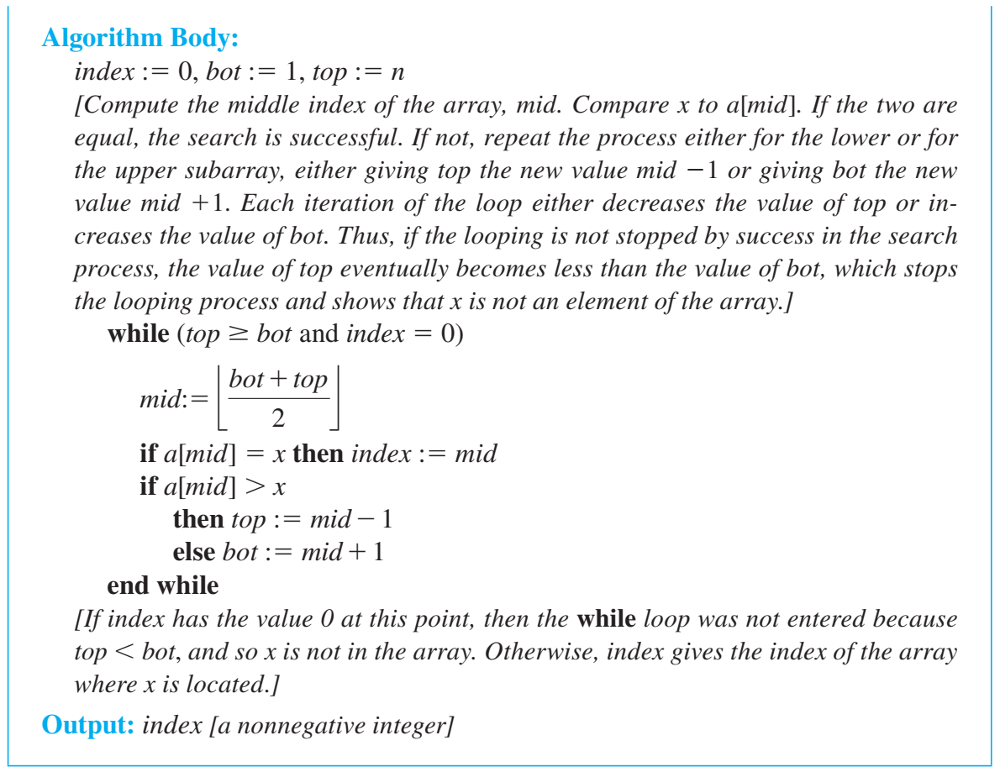 Algorithm Body:
index := 0, bot := 1, top := n
[Compute the middle index of the array, mid. Compare x to a[mid]. If the two are
equal, the search is successful. If not, repeat the process either for the lower or for
the upper subarray, either giving top the new value mid −1 or giving bot the new
value mid +1. Each iteration of the loop either decreases the value of top or in-
creases the value of bot. Thus, if the looping is not stopped by success in the search
process, the value of top eventually becomes less than the value of bot, which stops
the looping process and shows that x is not an element of the array.]
while (top ≥ bot and index = 0)
mid:= ⌊(bot + top)/2⌋
if a[mid] = x then index := mid
if a[mid] > x
then top := mid − 1
else bot := mid + 1
end while
[If index has the value 0 at this point, then the while loop was not entered because
top < bot, and so x is not in the array. Otherwise, index gives the index of the array
where x is located.]
Output: index [a nonnegative integer]